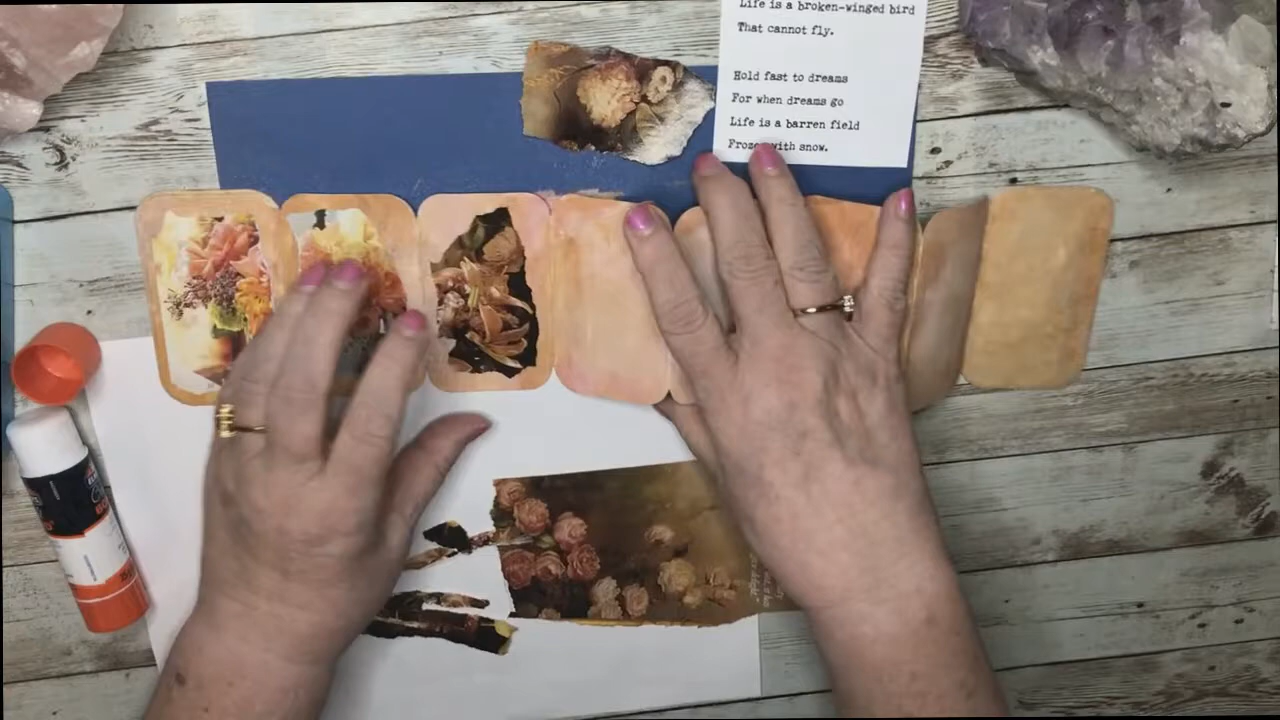 Life is a broken-winged bird
That cannot fly.
Hold fast to dreams
For when dreams go
Life is a barren field
Frozen with snow.